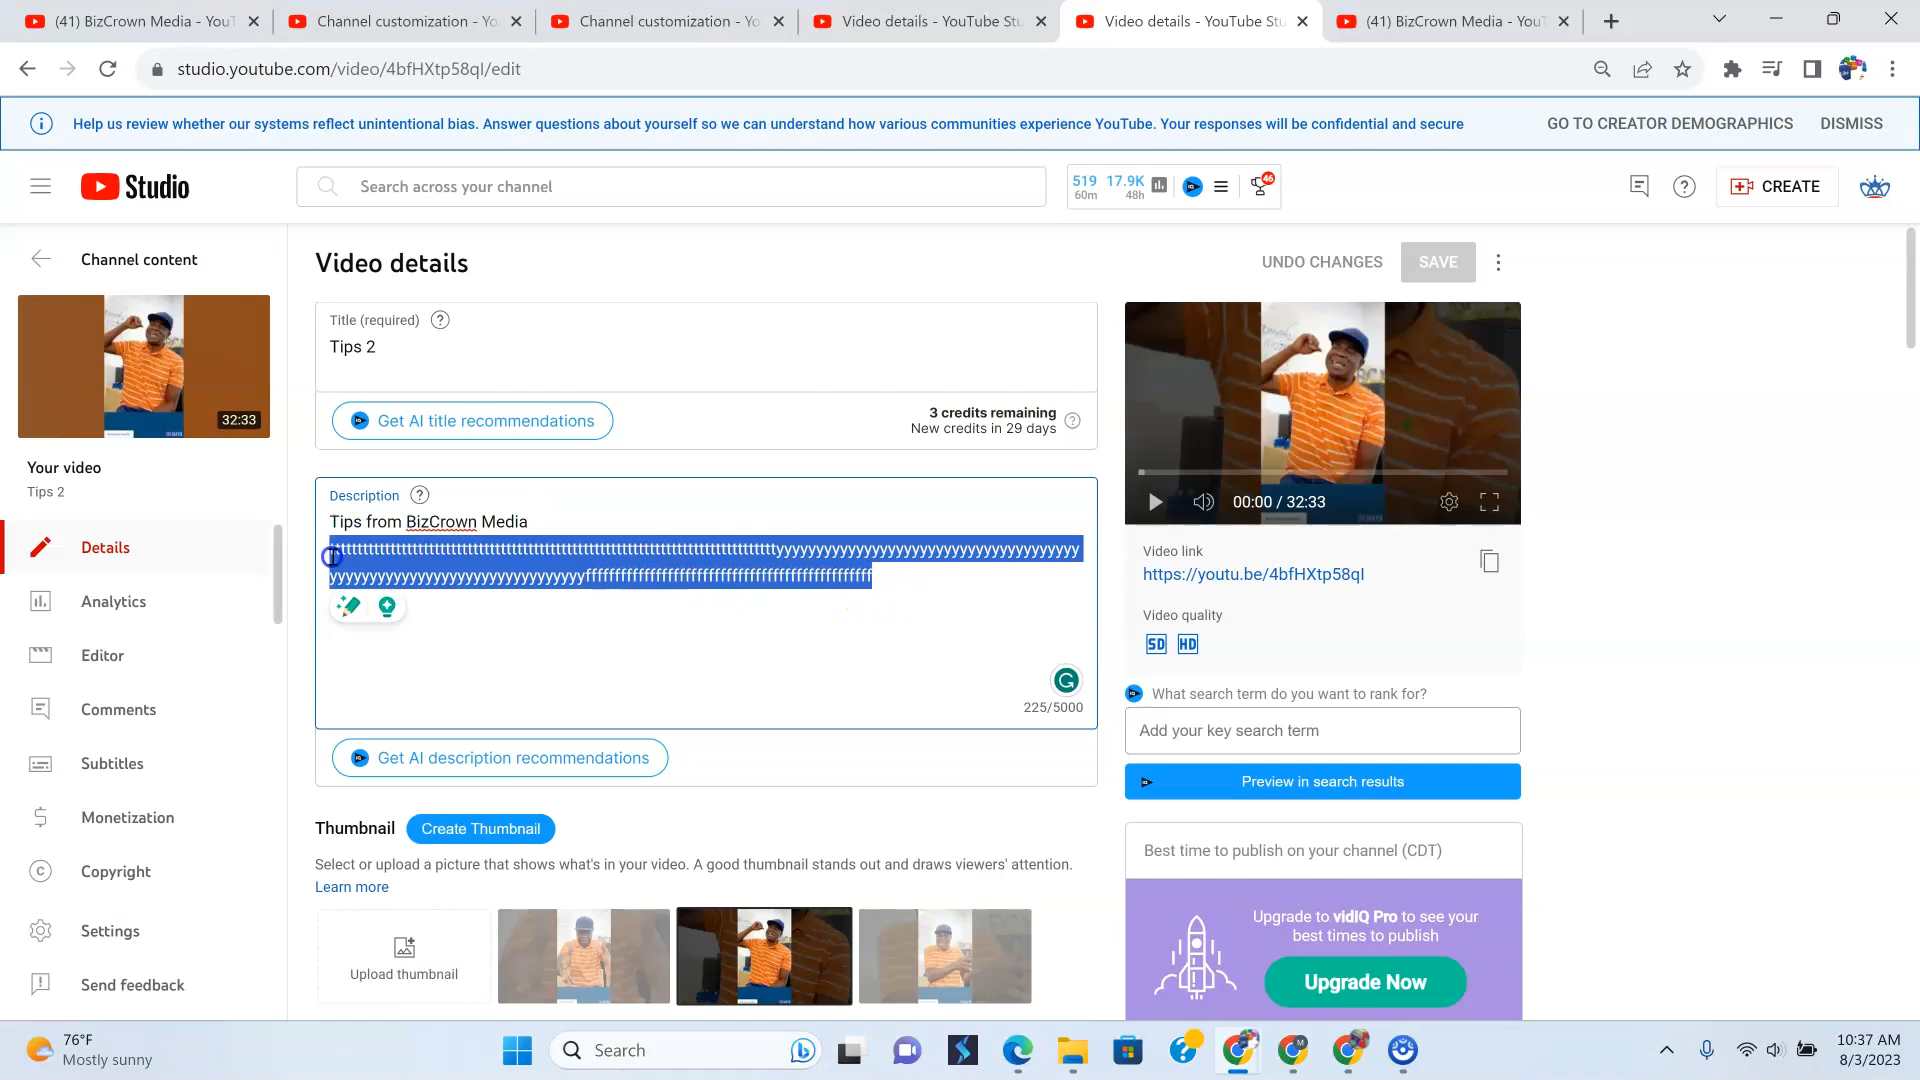 (41) BizCrown Media - YouT
Channel customization - Yo
Channel customization - Yo
Video details - YouTube Stu
Video details - YouTube Stu
(41) BizCrown Media - YouT
studio.youtube.com/video/4bfHXtp58qI/edit
Help us review whether our systems reflect unintentional bias. Answer questions about yourself so we can understand how various communities experience YouTube. Your responses will be confidential and secure
GO TO CREATOR DEMOGRAPHICS
DISMISS
Studio
Search across your channel
519 17.9K
60m 48h
46
CREATE
Channel content
32:33
Your video
Tips 2
Details
Analytics
Editor
Comments
Subtitles
Monetization
Copyright
Settings
Send feedback
Video details
UNDO CHANGES
SAVE
Title (required)
Tips 2
Get AI title recommendations
3 credits remaining
New credits in 29 days
Description
Tips from BizCrown Media
225/5000
Get AI description recommendations
Thumbnail
Create Thumbnail
Select or upload a picture that shows what's in your video. A good thumbnail stands out and draws viewers' attention.
Learn more
Upload thumbnail
00:00 / 32:33
Video link
https://youtu.be/4bfHXtp58qI
Video quality
SD HD
What search term do you want to rank for?
Add your key search term
Preview in search results
Best time to publish on your channel (CDT)
Upgrade to vidIQ Pro to see your
best times to publish
Upgrade Now
76°F
Mostly sunny
Search
10:37 AM
8/3/2023